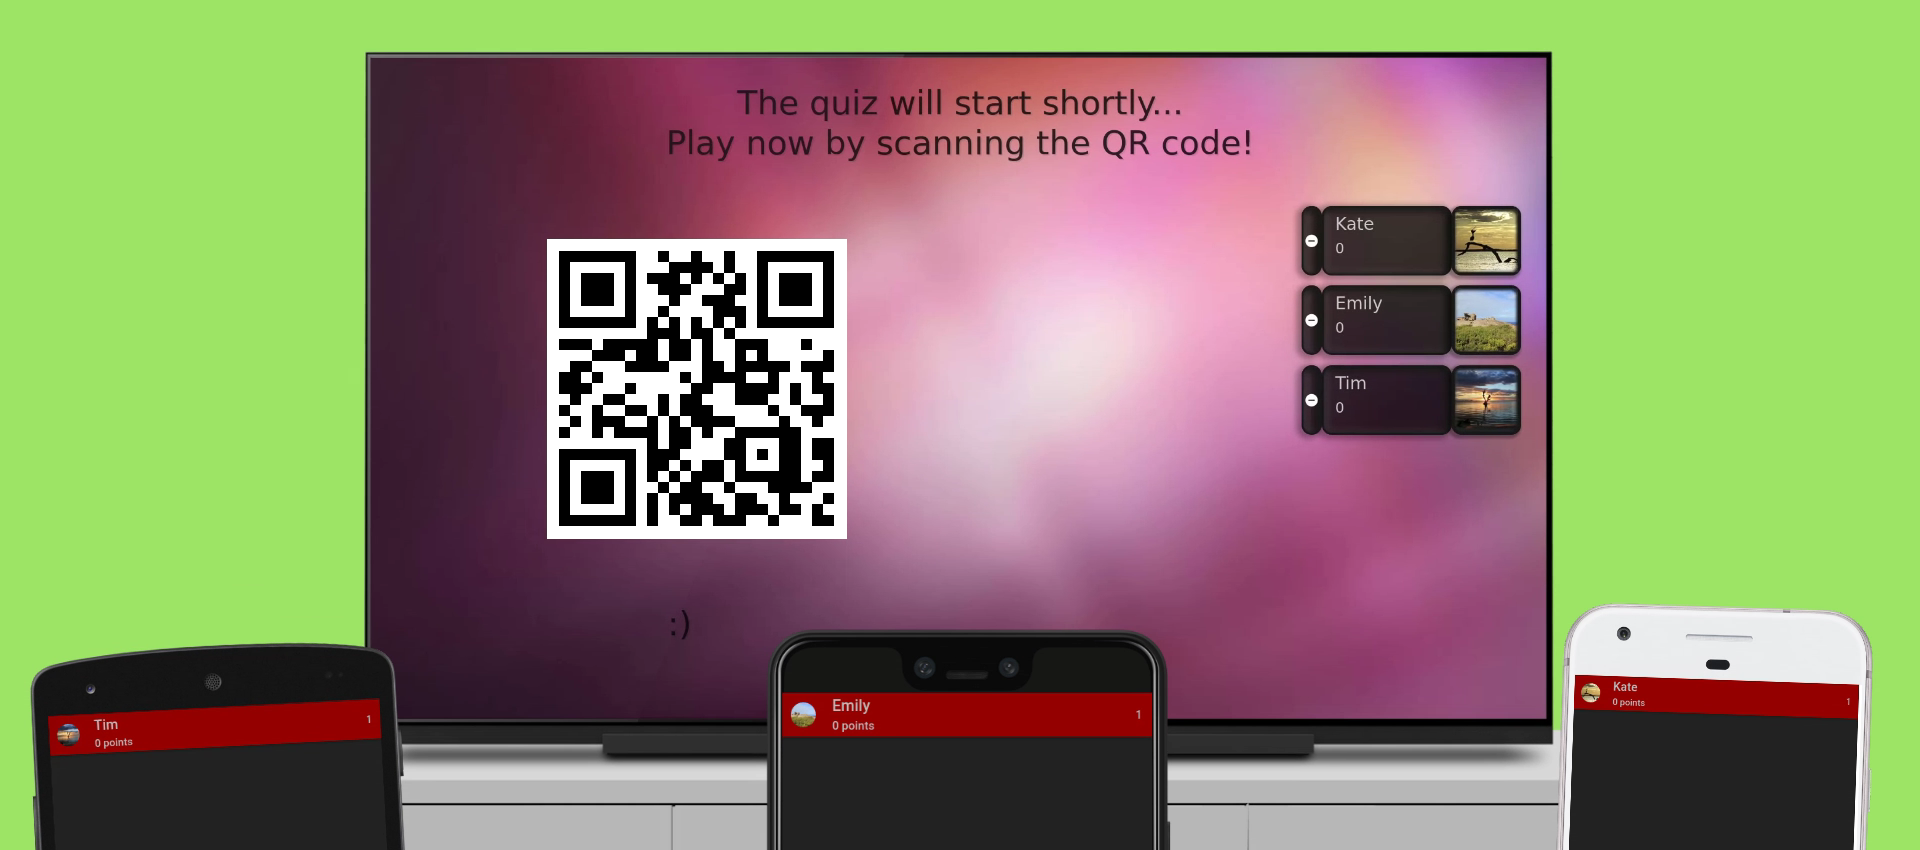 The quiz will start shortly...
Play now by scanning the QR code!
Kate
0
Emily
0
Tim
0
:)
Tim
0 points
1
Emily
0 points
1
Kate
0 points
1